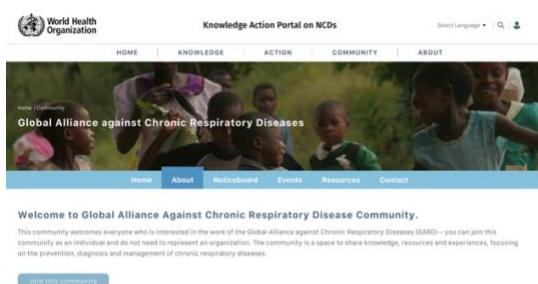 World Health
Organization
Knowledge Action Portal on NCDs
Select Language
HOME KNOWLEDGE ACTION COMMUNITY ABOUT
Home / Community
Global Alliance against Chronic Respiratory Diseases
Home About Noticeboard Events Resources Contact
Welcome to Global Alliance Against Chronic Respiratory Disease Community.
This community welcomes everyone who is interested in the work of the Global Alliance against Chronic Respiratory Diseases (GARD) – you can join this
community as an individual and do not need to represent an organization. The community is a space to share knowledge, resources and experiences, focusing
on the prevention, diagnosis and management of chronic respiratory diseases.
Join this community